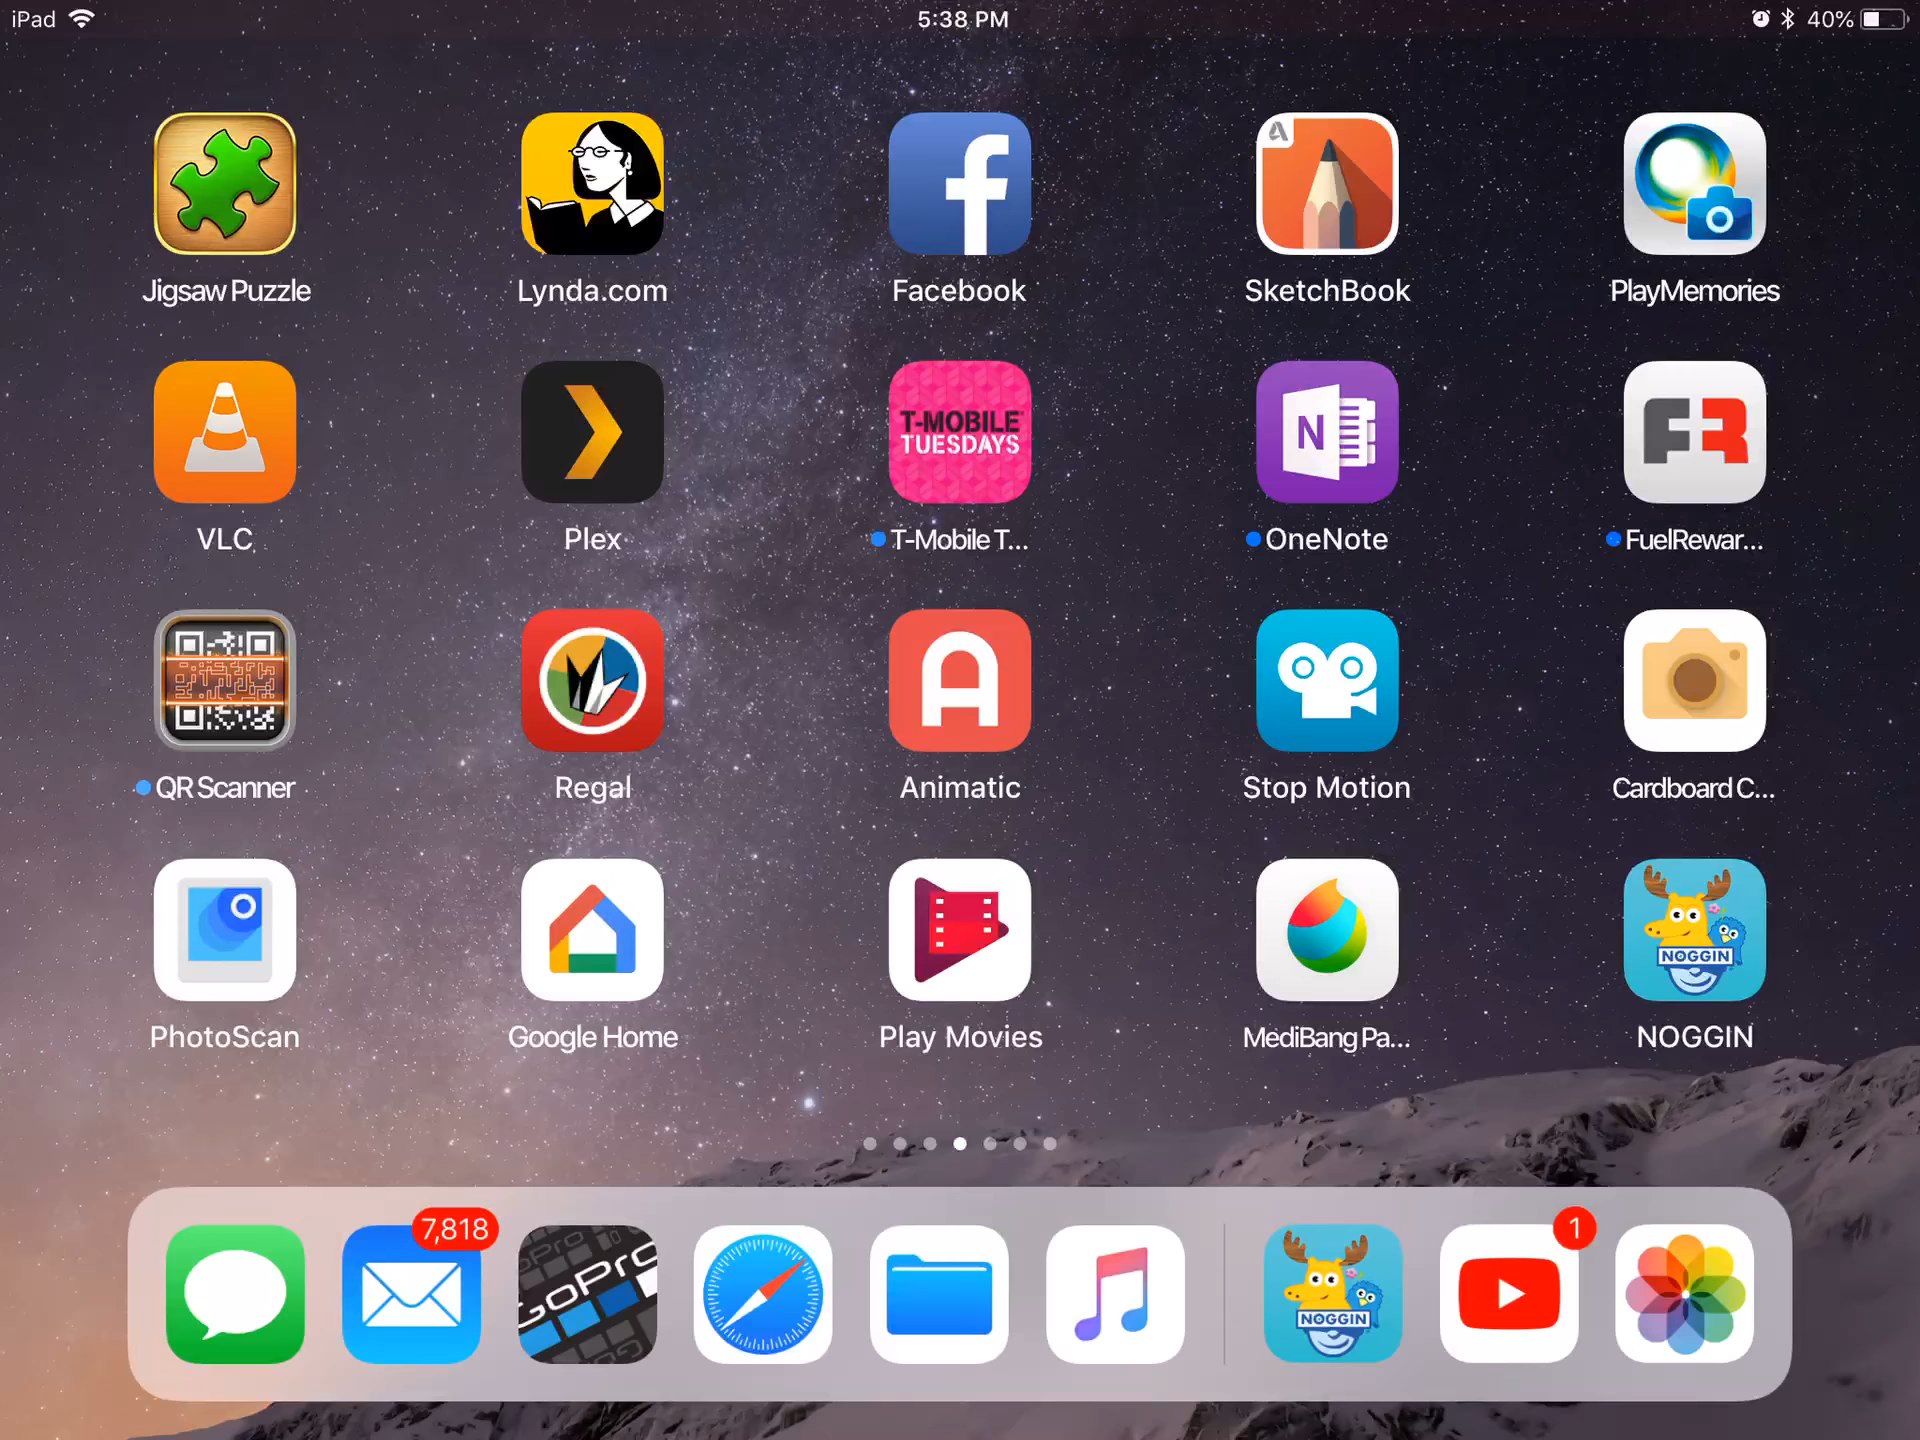 iPad 5:38 PM 40%
Jigsaw Puzzle Lynda.com Facebook SketchBook PlayMemories
T-MOBILE
TUESDAYS
N
FR
VLC Plex T-Mobile T... OneNote FuelRewar...
A
QR Scanner Regal Animatic Stop Motion Cardboard C...
NOGGIN
PhotoScan Google Home Play Movies MediBang Pa... NOGGIN
7,818 1
GoPro
NOGGIN